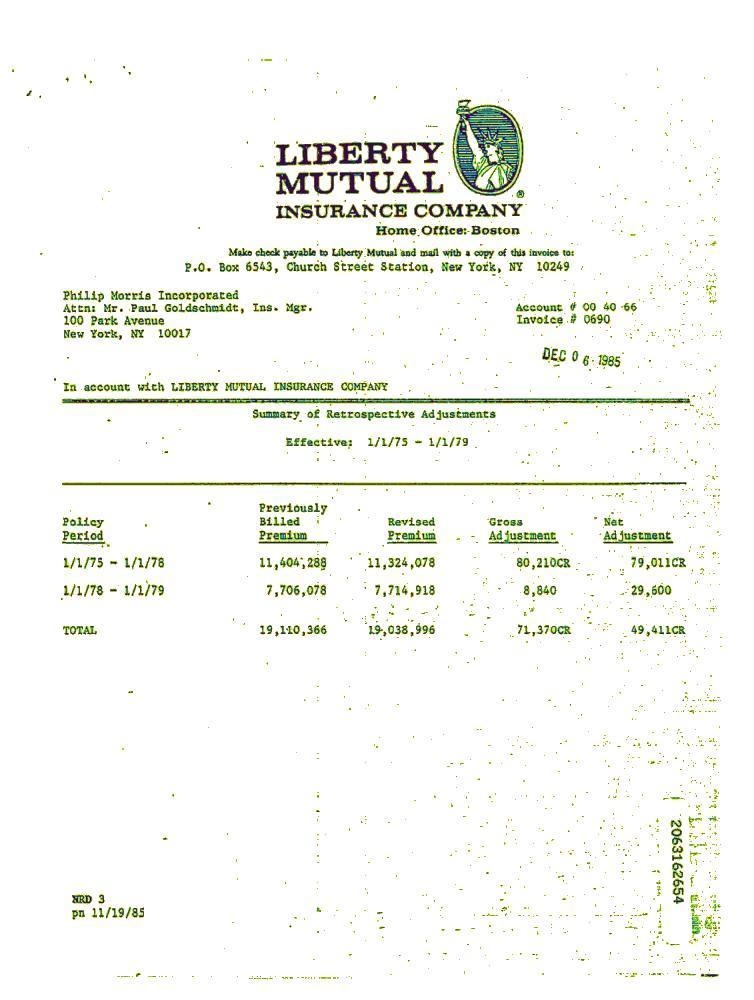 LIBERTY
MUTUAL
®
INSURANCE COMPANY
Home Office: Boston
Make check payable to Liberty Mutual and mail with a copy of this invoice to:
P.O. Box 6543, Church Street Station, New York, NY 10249
Philip Morris Incorporated
Attn: Mr. Paul Goldschmidt, Ins. Mgr.
100 Park Avenue
New York, NY 10017
Account # 00 40 66
Invoice # 0690
DEC 06 1985
In account with LIBERTY MUTUAL INSURANCE COMPANY
Summary of Retrospective Adjustments
Effective: 1/1/75 - 1/1/79
Policy Period Previously Billed Premium Revised Premium Gross Adjustment Net Adjustment
1/1/75 - 1/1/78 11,404,288 11,324,078 80,210CR 79,011CR
1/1/78 - 1/1/79 7,706,078 7,714,918 8,840 29,600
TOTAL 19,110,366 19,038,996 71,370CR 49,411CR
2063162654
NRD 3
pn 11/19/85